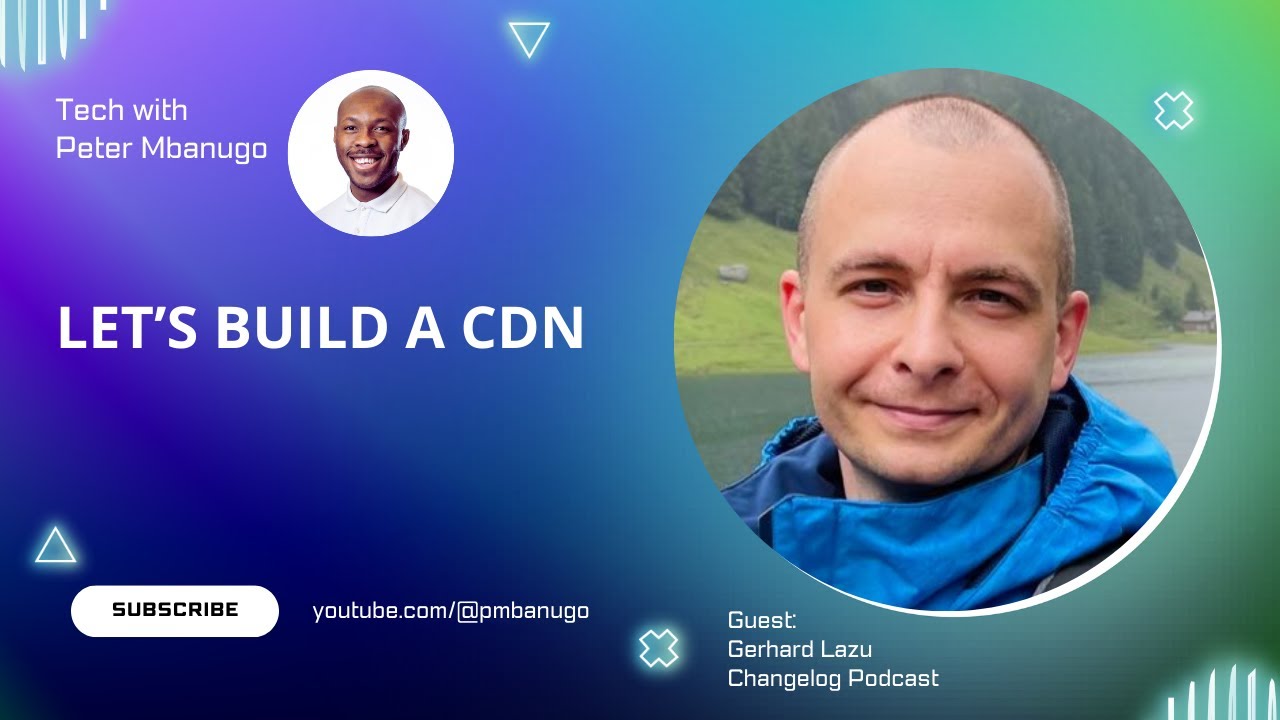 Tech with
Peter Mbanugo
LET’S BUILD A CDN
SUBSCRIBE
youtube.com/@pmbanugo
Guest:
Gerhard Lazu
Changelog Podcast